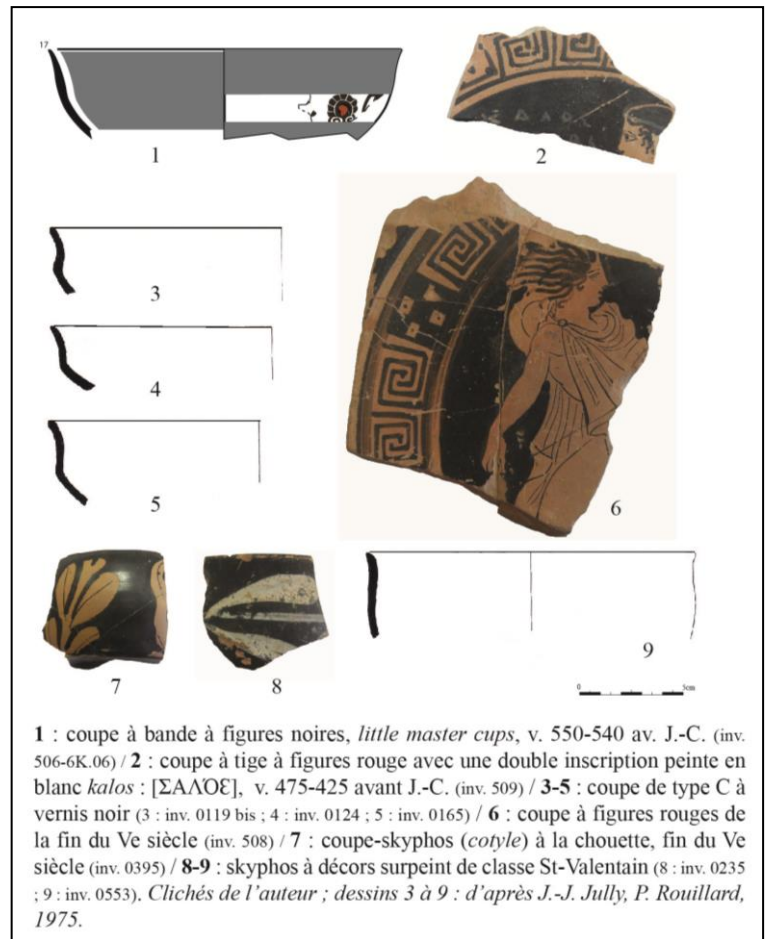 17
1
2
3
4
5
6
7
8
9
0 5cm
1 : coupe à bande à figures noires, little master cups, v. 550-540 av. J.-C. (inv.
506-6K.06) / 2 : coupe à tige à figures rouge avec une double inscription peinte en
blanc kalos : [ΣΑΛΌƐ], v. 475-425 avant J.-C. (inv. 509) / 3-5 : coupe de type C à
vernis noir (3 : inv. 0119 bis ; 4 : inv. 0124 ; 5 : inv. 0165) / 6 : coupe à figures rouges de
la fin du Ve siècle (inv. 508) / 7 : coupe-skyphos (cotyle) à la chouette, fin du Ve
siècle (inv. 0395) / 8-9 : skyphos à décors surpeint de classe St-Valentain (8 : inv. 0235
; 9 : inv. 0553). Clichés de l'auteur ; dessins 3 à 9 : d'après J.-J. Jully, P. Rouillard,
1975.